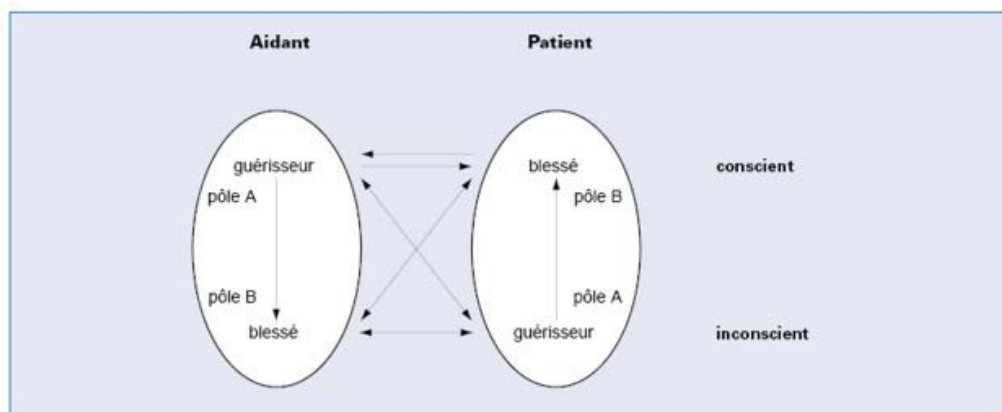 Aidant Patient
guérisseur blessé conscient
pôle A pôle B
pôle B pôle A
blessé guérisseur inconscient